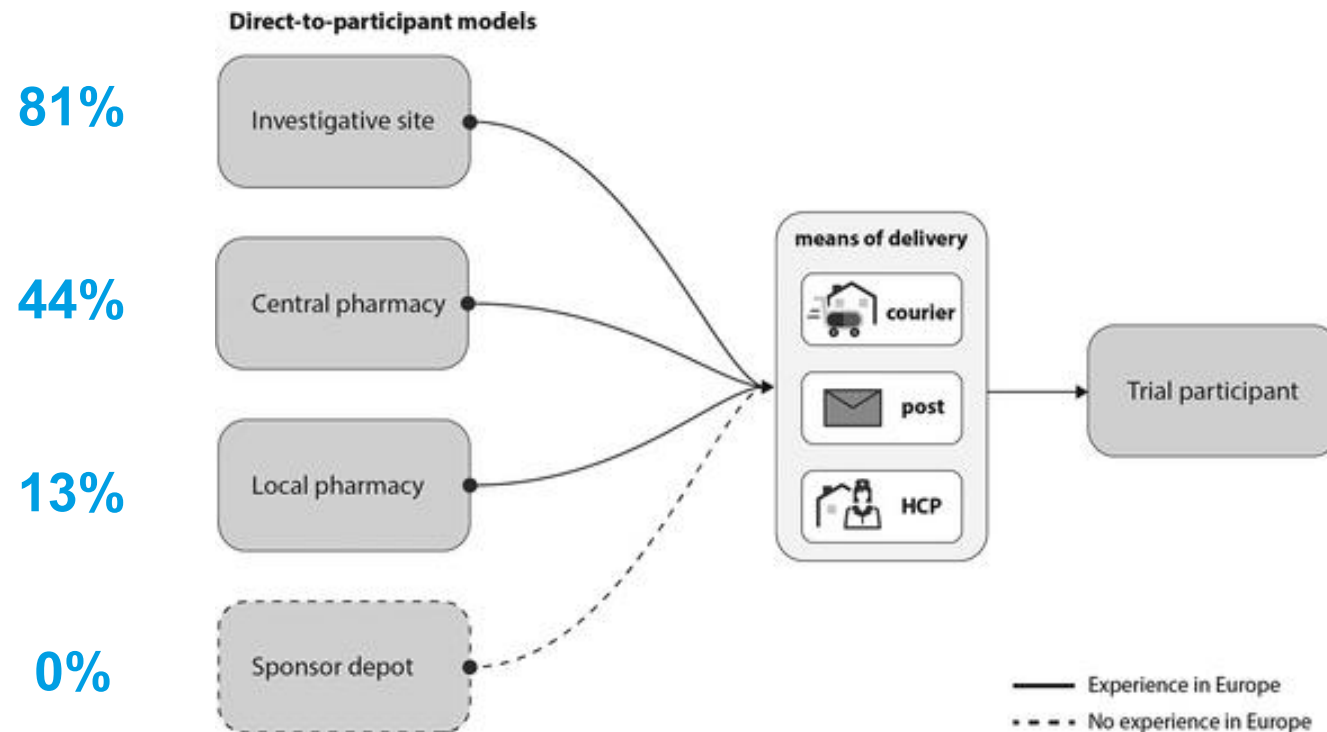 Direct-to-participant models
81%
Investigative site
44%
Central pharmacy
13%
Local pharmacy
0%
Sponsor depot
means of delivery
courier
post
HCP
Trial participant
Experience in Europe
No experience in Europe